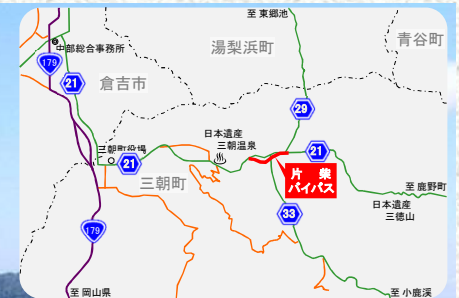 至 東郷池
青谷町
湯梨浜町
中部総合事務所
179
21
倉吉市
29
日本遺産
三朝温泉
三朝町役場
21
21
三朝町
片 柴
バイパス
至 鹿野町
日本遺産
三徳山
33
179
至 岡山県
至 小鹿渓